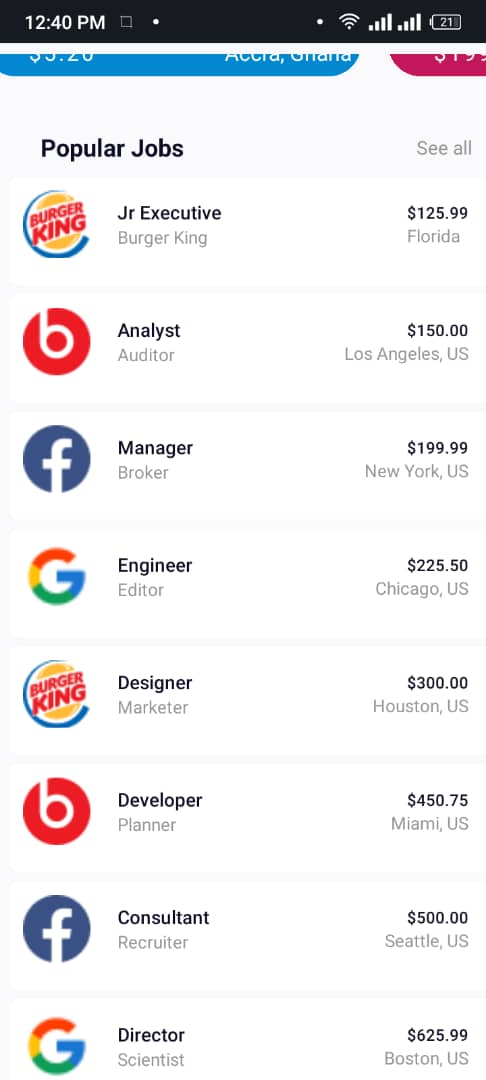 12:40 PM
21
Accra, Ghana
Popular Jobs
See all
BURGER KING
Jr Executive
$125.99
Burger King
Florida
Analyst
$150.00
Auditor
Los Angeles, US
Manager
$199.99
Broker
New York, US
Engineer
$225.50
Editor
Chicago, US
BURGER KING
Designer
$300.00
Marketer
Houston, US
Developer
$450.75
Planner
Miami, US
Consultant
$500.00
Recruiter
Seattle, US
Director
$625.99
Scientist
Boston, US